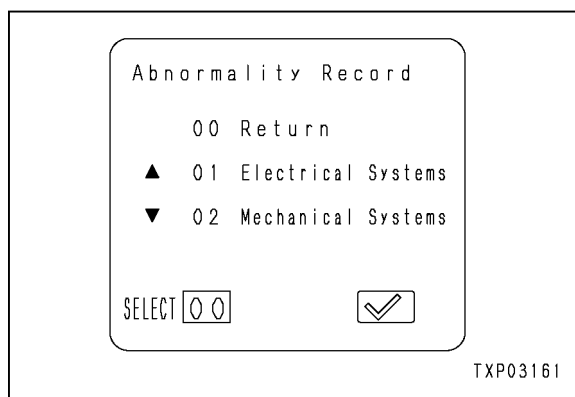 Abnormality Record
00 Return
▲ 01 Electrical Systems
▼ 02 Mechanical Systems
SELECT 00
TXP03161